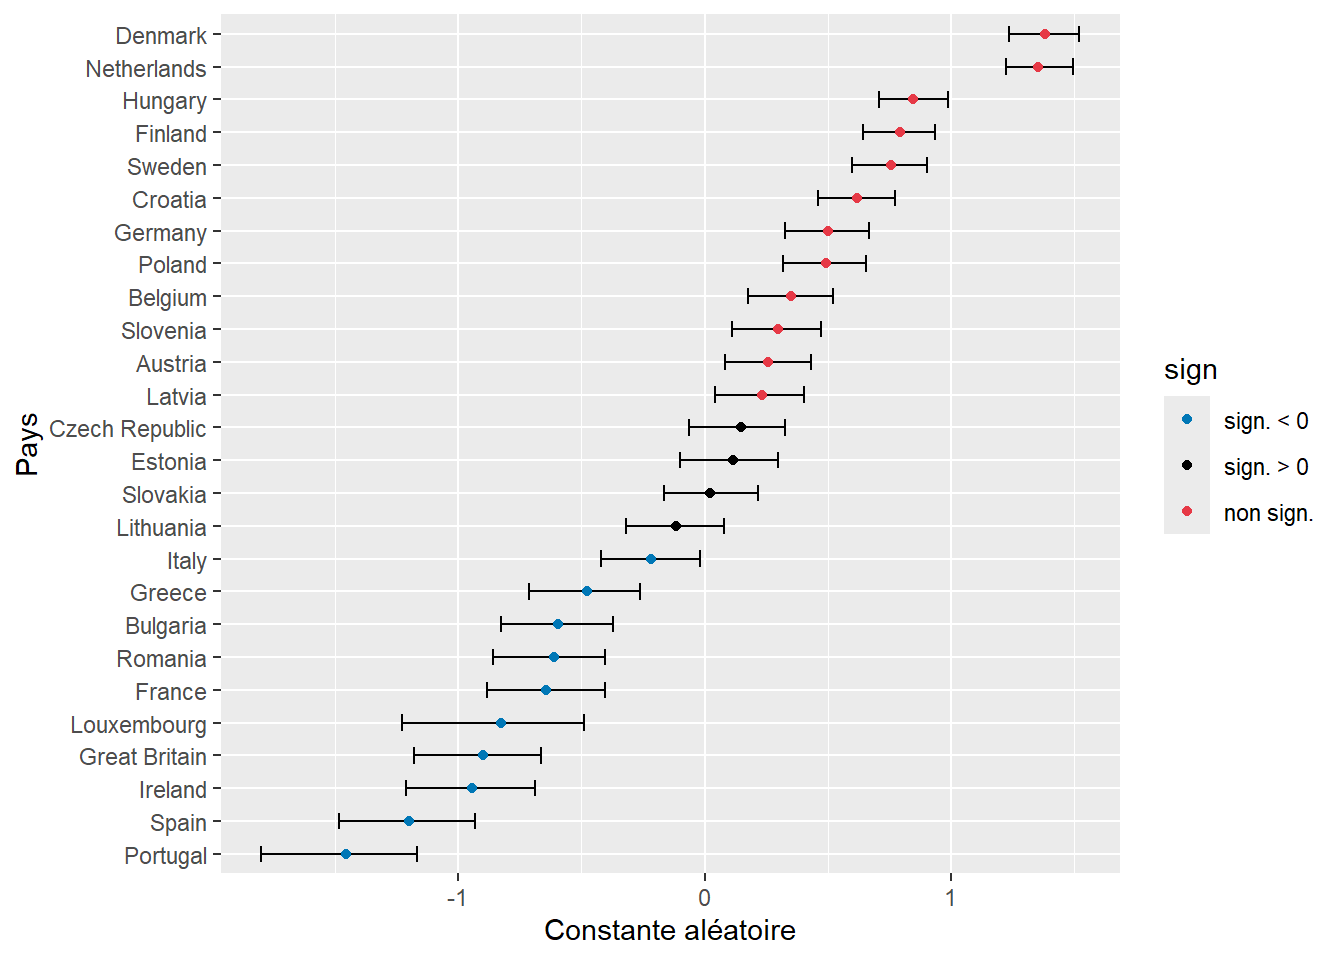 Denmark
Netherlands
Hungary
Finland
Sweden
Croatia
Germany
Poland
Belgium
Slovenia
Austria
Latvia
Czech Republic
Estonia
Slovakia
Lithuania
Italy
Greece
Bulgaria
Romania
France
Louxembourg
Great Britain
Ireland
Spain
Portugal
Pays
-1 0 1
Constante aléatoire
sign
sign. < 0
sign. > 0
non sign.